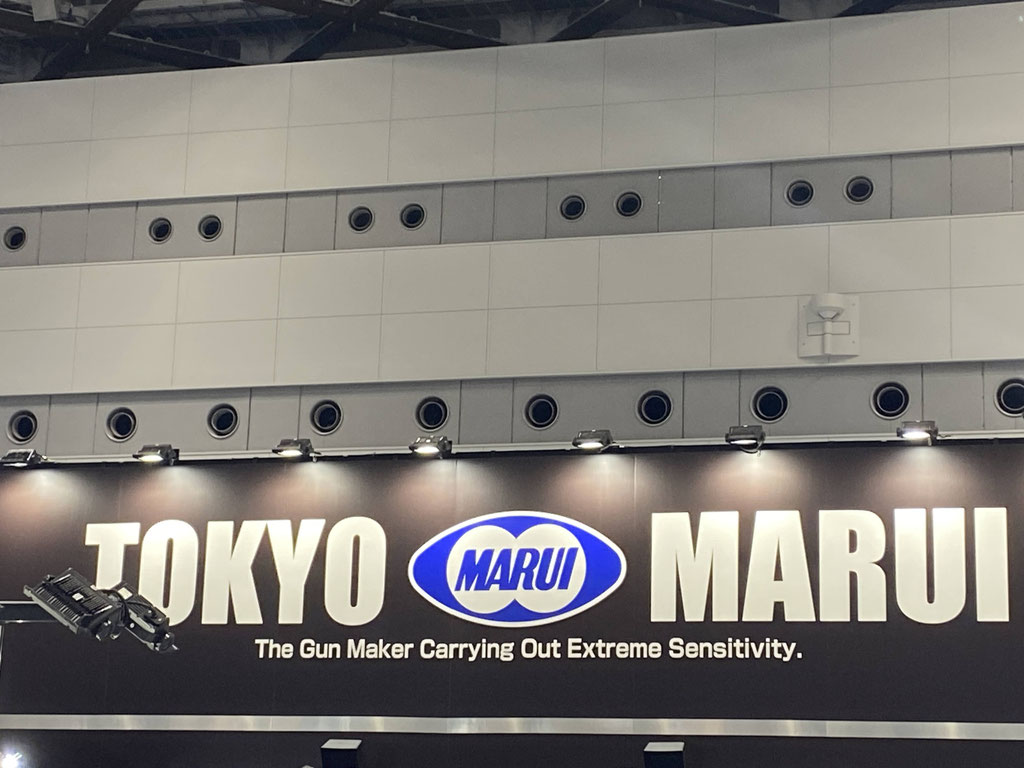 TOKYO MARUI MARUI
The Gun Maker Carrying Out Extreme Sensitivity.